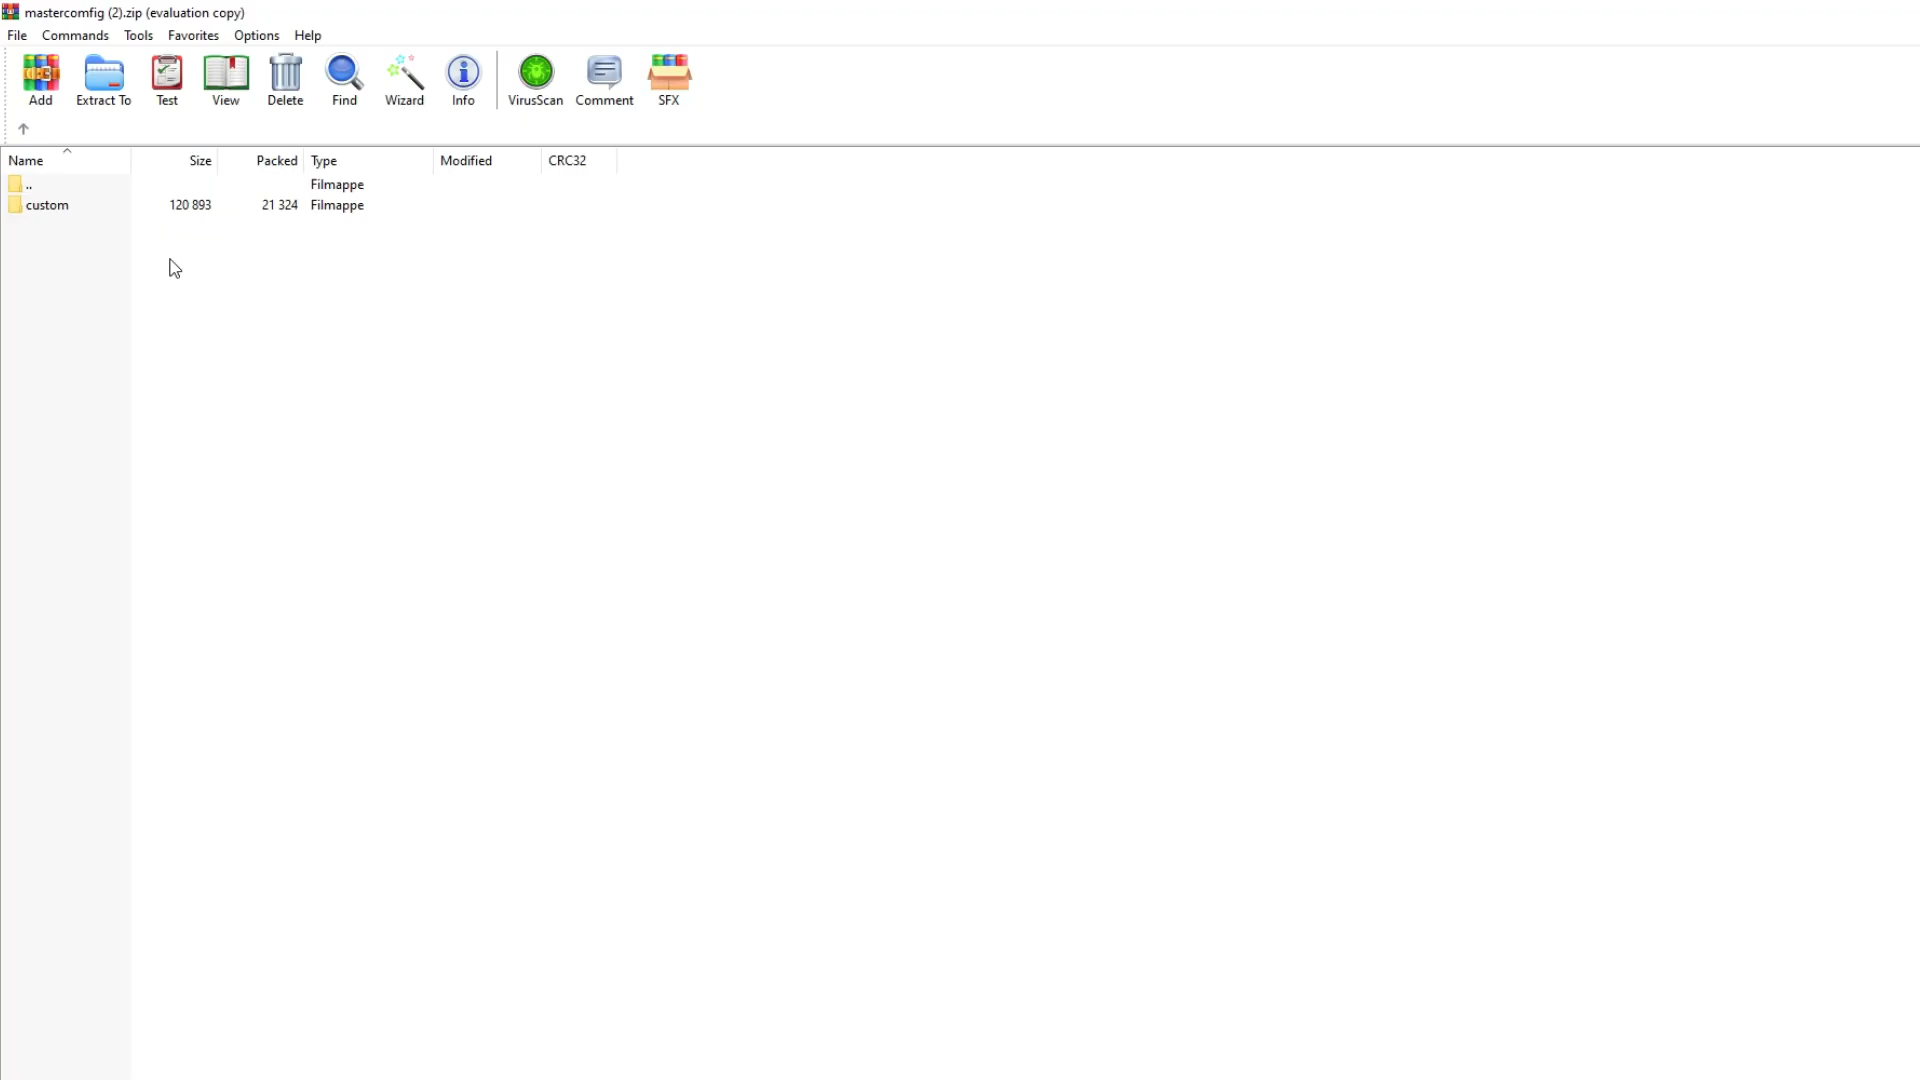 mastercomfig (2).zip (evaluation copy)
File Commands Tools Favorites Options Help
Add Extract To Test View Delete Find Wizard Info VirusScan Comment SFX
Name Size Packed Type Modified CRC32
.. Filmappe
custom 120 893 21 324 Filmappe